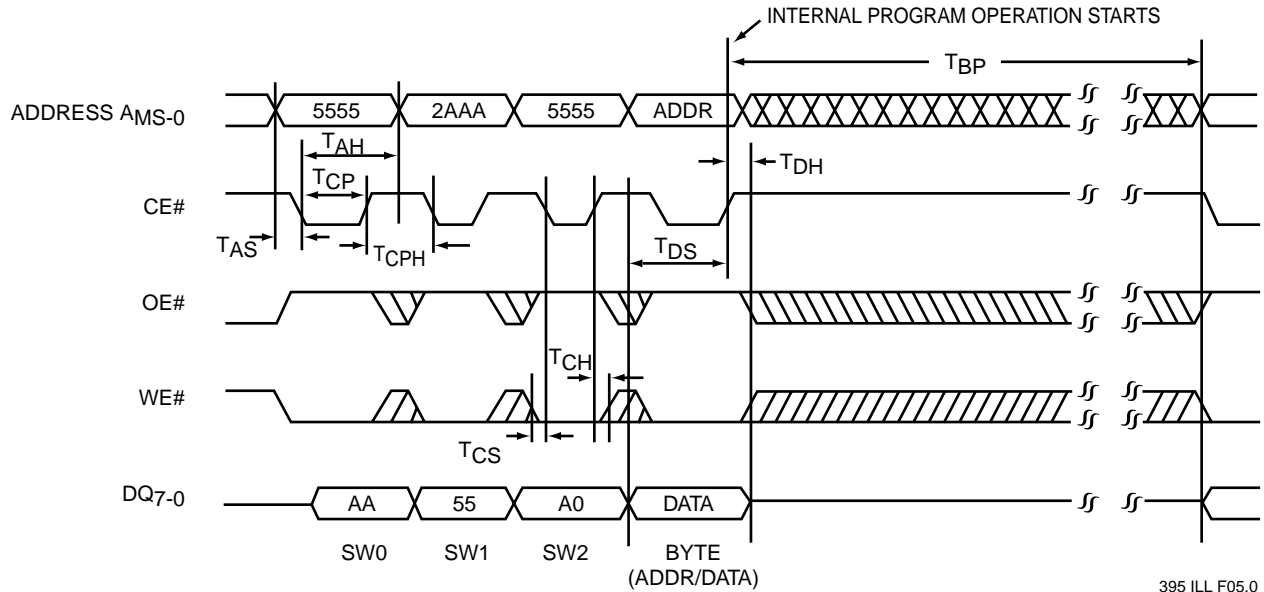 INTERNAL PROGRAM OPERATION STARTS
TBP
ADDRESS AMS-0
5555
2AAA
5555
ADDR
TAH
TDH
TCP
CE#
TAS
TCPH
TDS
OE#
TCH
WE#
TCS
DQ7-0
AA
55
A0
DATA
SW0
SW1
SW2
BYTE
(ADDR/DATA)
395 ILL F05.0